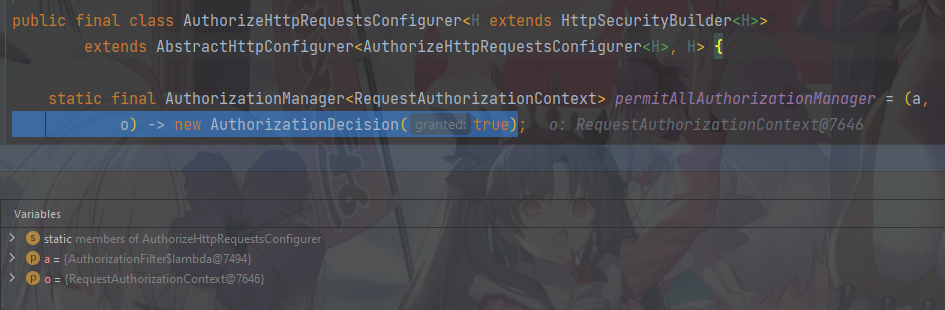 public final class AuthorizeHttpRequestsConfigurer<H extends HttpSecurityBuilder<H>>
extends AbstractHttpConfigurer<AuthorizeHttpRequestsConfigurer<H>, H> {
static final AuthorizationManager<RequestAuthorizationContext> permitAllAuthorizationManager = (a,
o) -> new AuthorizationDecision( granted: true); o: RequestAuthorizationContext@7646
Variables
s static members of AuthorizeHttpRequestsConfigurer
p a = {AuthorizationFilter$lambda@7494}
p o = {RequestAuthorizationContext@7646}